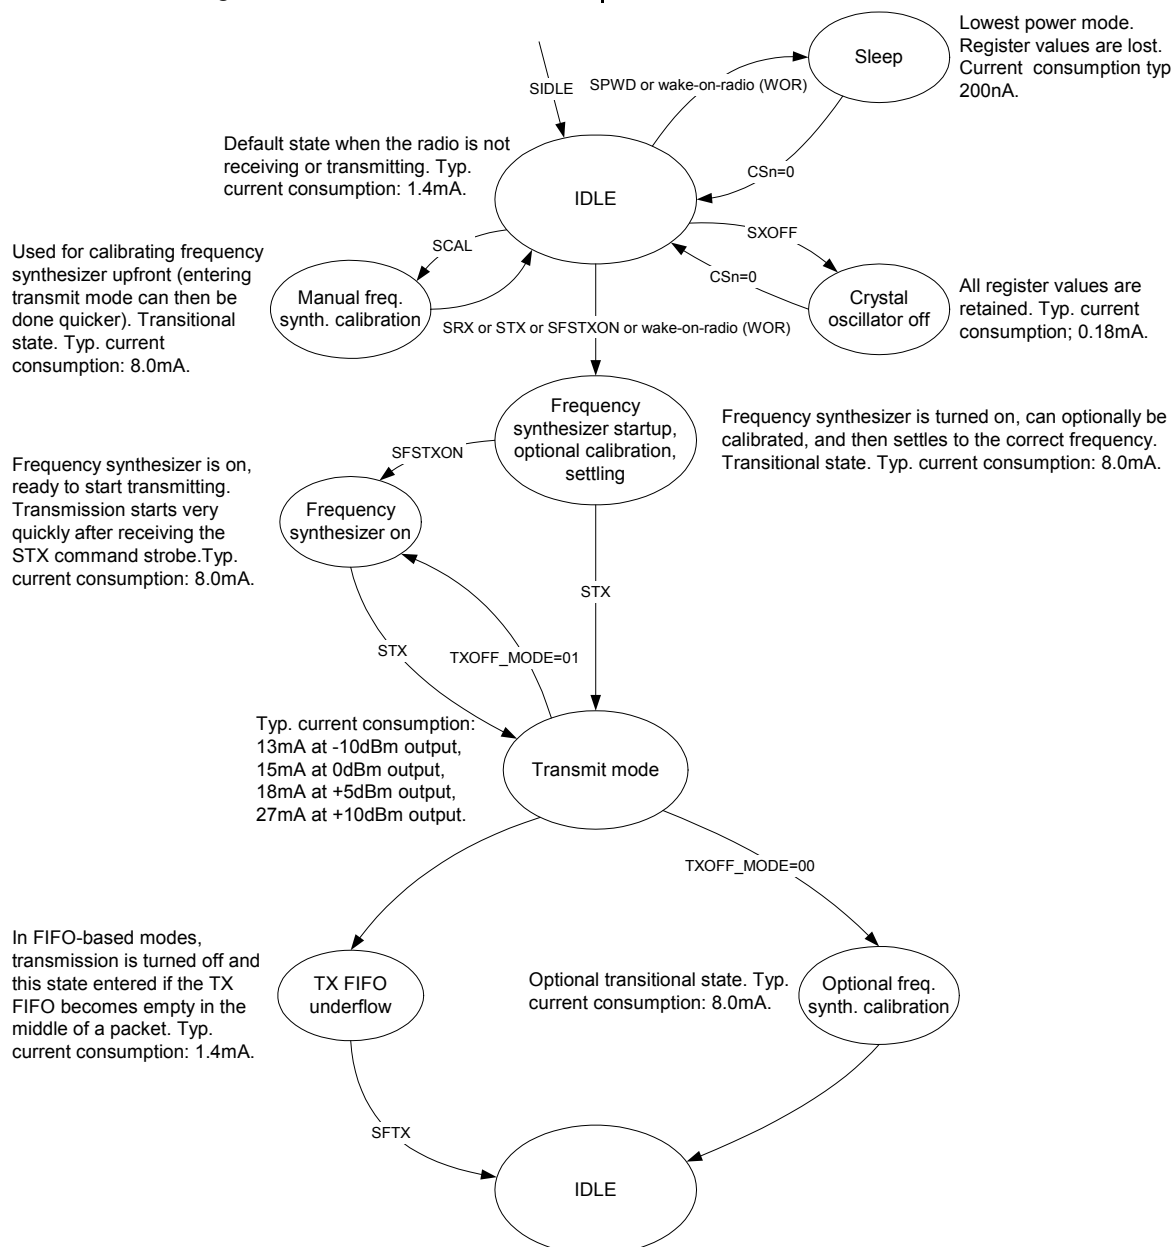 Sleep
Lowest power mode.
Register values are lost.
Current consumption typ
200nA.
SIDLE
SPWD or wake-on-radio (WOR)
Default state when the radio is not
receiving or transmitting. Typ.
current consumption: 1.4mA.
CSn=0
IDLE
SCAL
SXOFF
CSn=0
Used for calibrating frequency
synthesizer upfront (entering
transmit mode can then be
done quicker). Transitional
state. Typ. current
consumption: 8.0mA.
Manual freq.
synth. calibration
Crystal
oscillator off
All register values are
retained. Typ. current
consumption; 0.18mA.
SRX or STX or SFSTXON or wake-on-radio (WOR)
Frequency
synthesizer startup,
optional calibration,
settling
Frequency synthesizer is turned on, can optionally be
calibrated, and then settles to the correct frequency.
Transitional state. Typ. current consumption: 8.0mA.
SFSTXON
Frequency synthesizer is on,
ready to start transmitting.
Transmission starts very
quickly after receiving the
STX command strobe.Typ.
current consumption: 8.0mA.
Frequency
synthesizer on
STX
STX
TXOFF_MODE=01
Typ. current consumption:
13mA at -10dBm output,
15mA at 0dBm output,
18mA at +5dBm output,
27mA at +10dBm output.
Transmit mode
TXOFF_MODE=00
In FIFO-based modes,
transmission is turned off and
this state entered if the TX
FIFO becomes empty in the
middle of a packet. Typ.
current consumption: 1.4mA.
TX FIFO
underflow
Optional transitional state. Typ.
current consumption: 8.0mA.
Optional freq.
synth. calibration
SFTX
IDLE